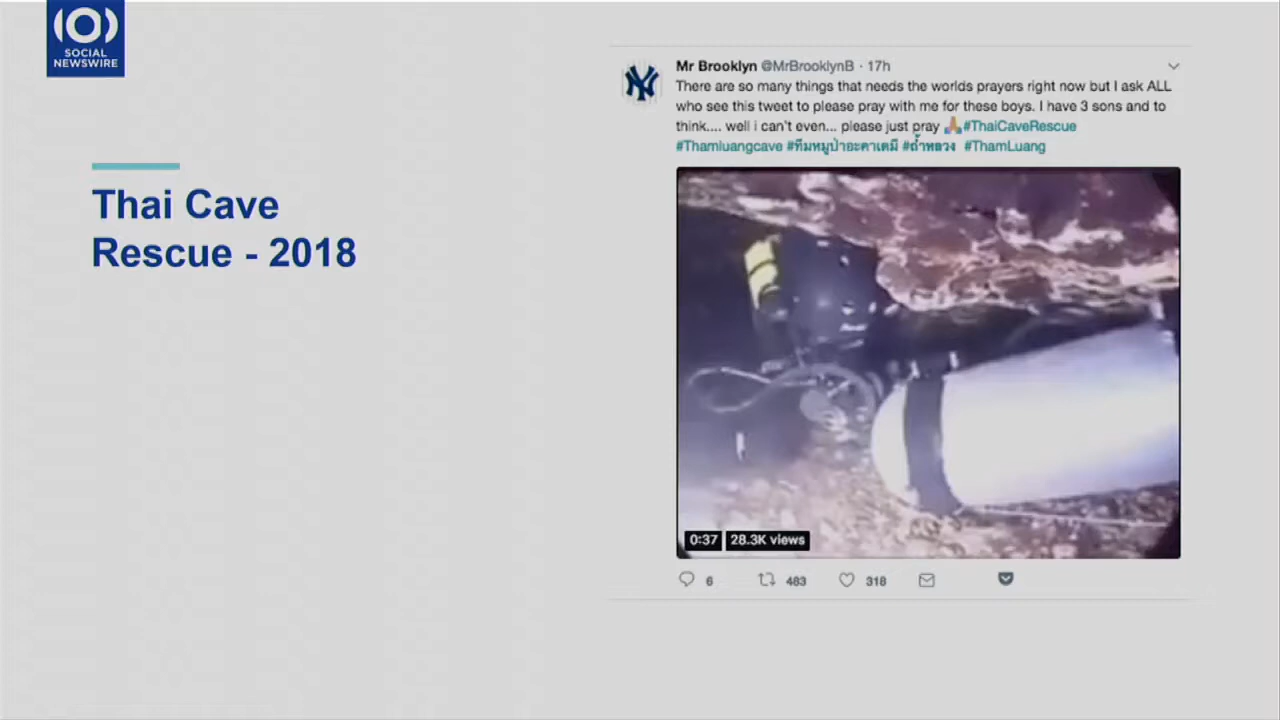 SOCIAL
NEWSWIRE
Thai Cave
Rescue - 2018
Mr Brooklyn @MrBrooklynB · 17h
There are so many things that needs the worlds prayers right now but I ask ALL
who see this tweet to please pray with me for these boys. I have 3 sons and to
think.... well i can't even... please just pray 🙏#ThaiCaveRescue
#Thamluangcave #ทีมหมูป่าอะคาเดมี #ถ้ําหลวง #ThamLuang
0:37 28.3K views
6 483 318